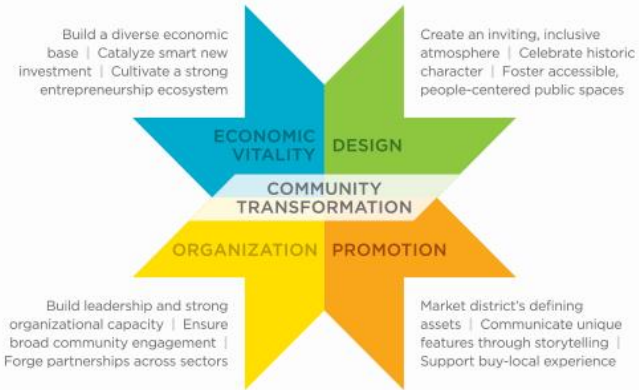 Build a diverse economic
base | Catalyze smart new
investment | Cultivate a strong
entrepreneurship ecosystem
Create an inviting, inclusive
atmosphere | Celebrate historic
character | Foster accessible,
people-centered public spaces
ECONOMIC
VITALITY
DESIGN
COMMUNITY
TRANSFORMATION
ORGANIZATION
PROMOTION
Build leadership and strong
organizational capacity | Ensure
broad community engagement |
Forge partnerships across sectors
Market district's defining
assets | Communicate unique
features through storytelling |
Support buy-local experience